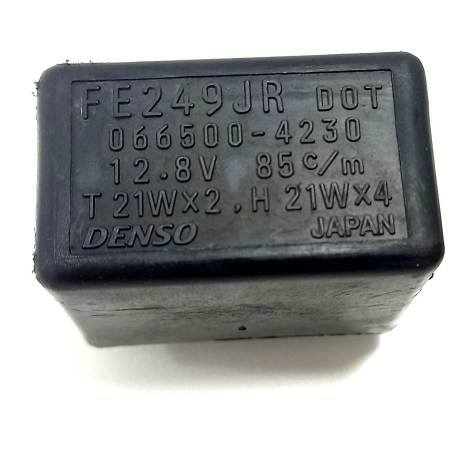 FE249JR DOT
066500-4230
12.8V 85c/m
T 21W×2, H 21W×4
DENSO JAPAN